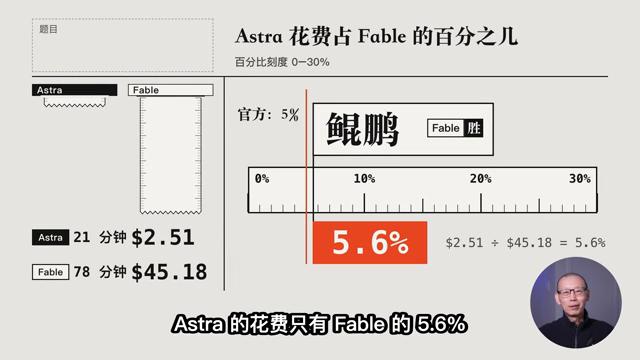 题目
Astra 花费占 Fable 的百分之几
百分比刻度 0—30%
Astra
Fable
官方：5%
鲲鹏
Fable 胜
0% 10% 20% 30%
Astra 21 分钟 $2.51
Fable 78 分钟 $45.18
5.6%
$2.51 ÷ $45.18 = 5.6%
Astra 的花费只有 Fable 的 5.6%